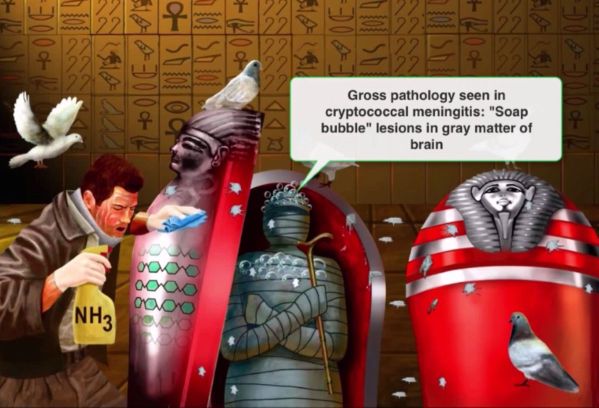 Gross pathology seen in
cryptococcal meningitis: "Soap
bubble" lesions in gray matter of
brain
NH3